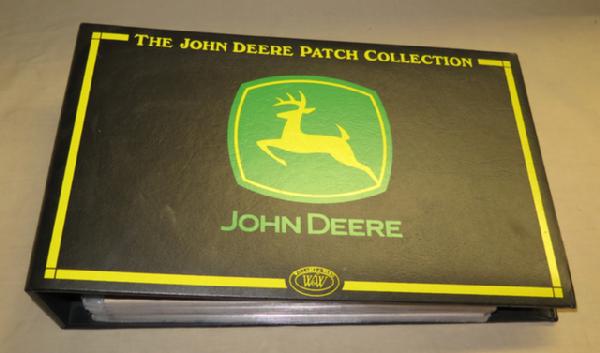 THE JOHN DEERE PATCH COLLECTION
JOHN DEERE
W&W